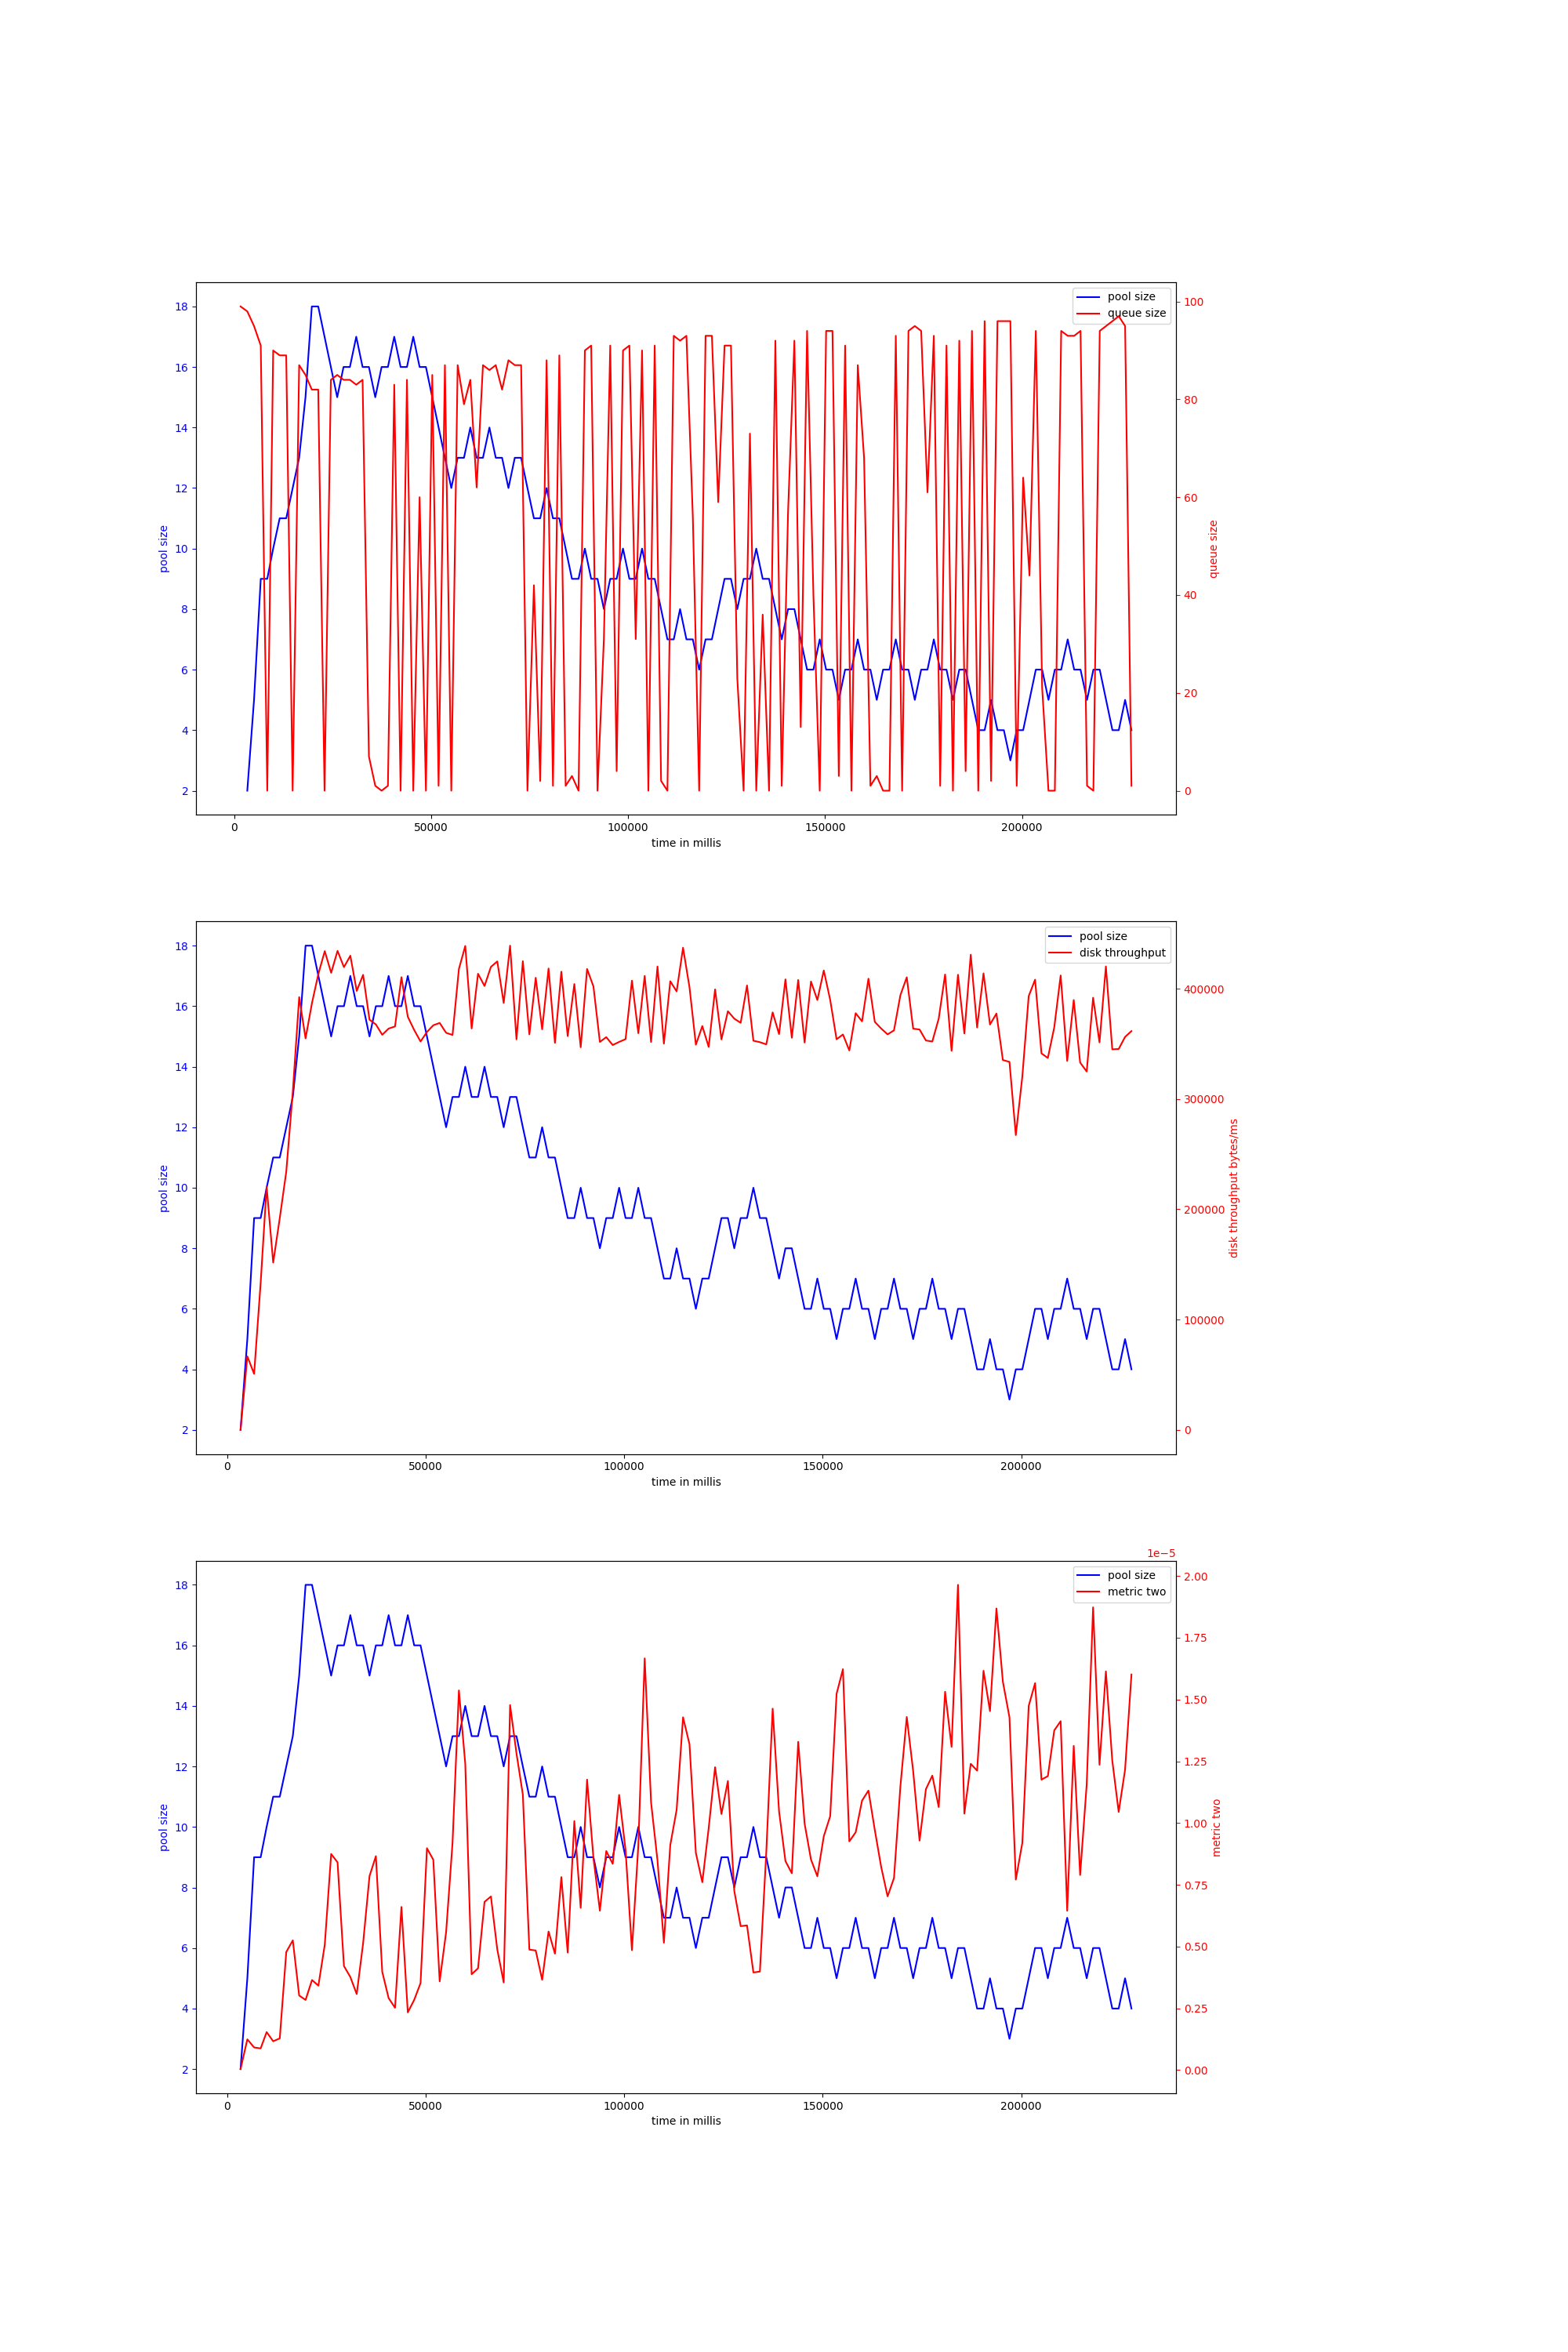 pool size
queue size
18
16
14
12
10
8
6
4
2
pool size
100
80
60
40
20
0
queue size
0 50000 100000 150000 200000
time in millis
pool size
disk throughput
18
16
14
12
10
8
6
4
2
pool size
400000
300000
200000
100000
0
disk throughput bytes/ms
0 50000 100000 150000 200000
time in millis
1e−5
pool size
metric two
18
16
14
12
10
8
6
4
2
pool size
2.00
1.75
1.50
1.25
1.00
0.75
0.50
0.25
0.00
metric two
0 50000 100000 150000 200000
time in millis